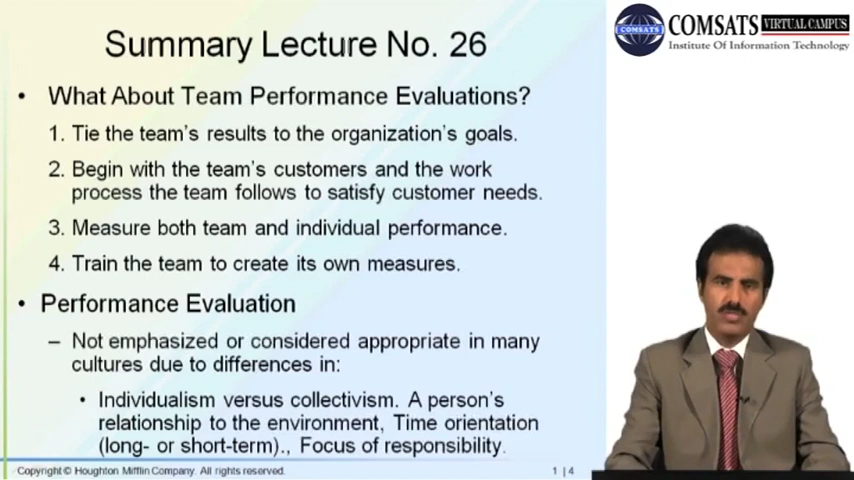 Summary Lecture No. 26
• What About Team Performance Evaluations?
1. Tie the team's results to the organization's goals.
2. Begin with the team's customers and the work
process the team follows to satisfy customer needs.
3. Measure both team and individual performance.
4. Train the team to create its own measures.
• Performance Evaluation
– Not emphasized or considered appropriate in many
cultures due to differences in:
• Individualism versus collectivism. A person's
relationship to the environment, Time orientation
(long- or short-term)., Focus of responsibility.
Copyright © Houghton Mifflin Company. All rights reserved.
1 | 4
COMSATS
COMSATS VIRTUAL CAMPUS
Institute Of Information Technology